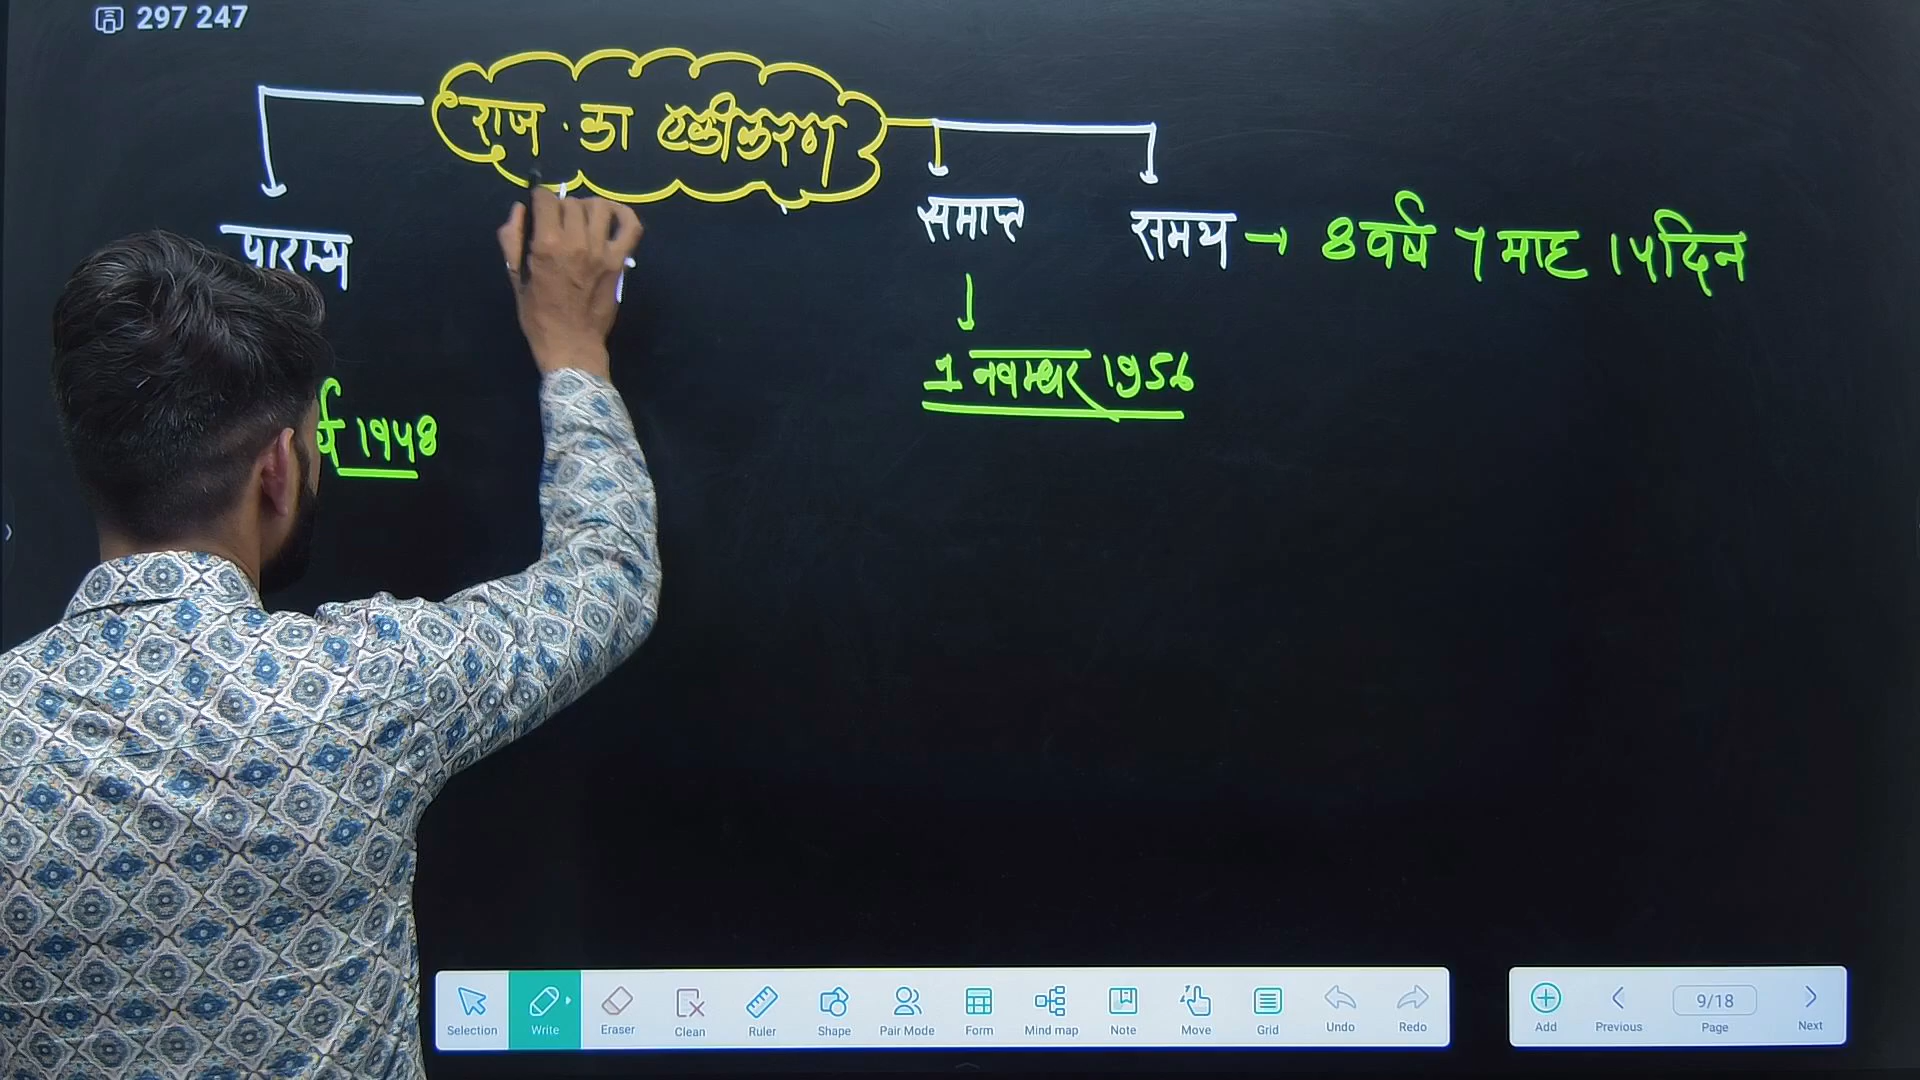 297 247
राज. का एकीकरण
प्रारम्भ
समाप्त
समय → 8 वर्ष 7 माह 14 दिन
1 नवम्बर 1956
र्च 1948
Selection
Write
Eraser
Clean
Ruler
Shape
Pair Mode
Form
Mind map
Note
Move
Grid
Undo
Redo
Add
Previous
9/18
Page
Next